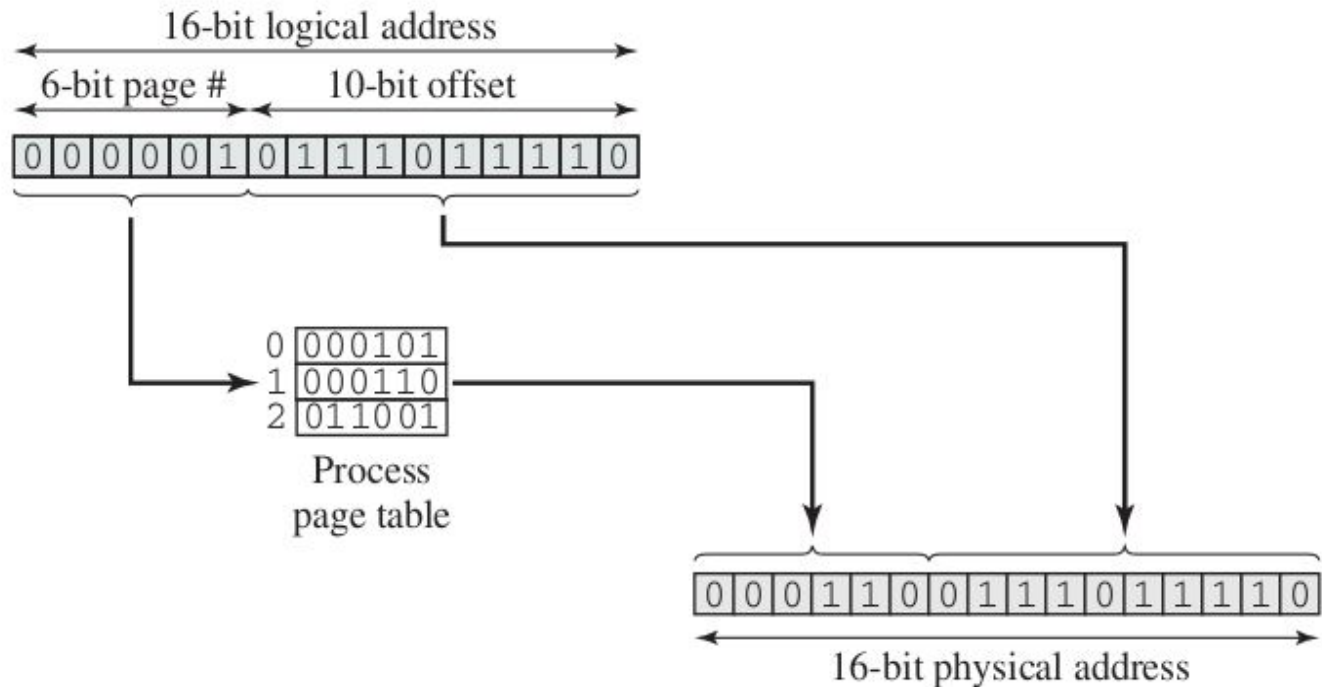 16-bit logical address
6-bit page # 10-bit offset
0 0 0 0 0 1 0 1 1 1 0 1 1 1 1 0
0 000101
1 000110
2 011001
Process
page table
0 0 0 1 1 0 0 1 1 1 0 1 1 1 1 0
16-bit physical address